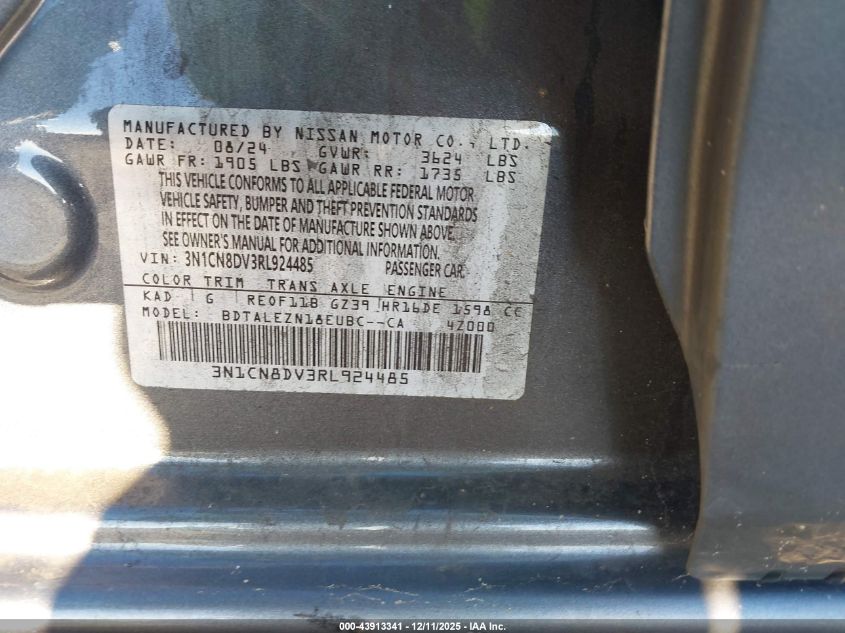 MANUFACTURED BY NISSAN MOTOR CO., LTD.
DATE: 08/24 GVWR: 3624 LBS
GAWR FR: 1905 LBS GAWR RR: 1735 LBS
THIS VEHICLE CONFORMS TO ALL APPLICABLE FEDERAL MOTOR
VEHICLE SAFETY, BUMPER AND THEFT PREVENTION STANDARDS
IN EFFECT ON THE DATE OF MANUFACTURE SHOWN ABOVE.
SEE OWNER'S MANUAL FOR ADDITIONAL INFORMATION.
VIN: 3N1CN8DV3RL924485 PASSENGER CAR
COLOR TRIM TRANS AXLE ENGINE
KAD G RE0F11B GZ39 HR16DE 1598 CC
MODEL: BDTALEZN18EUBC--CA 4Z000
3N1CN8DV3RL924485
000-43913341 - 12/11/2025 - IAA Inc.